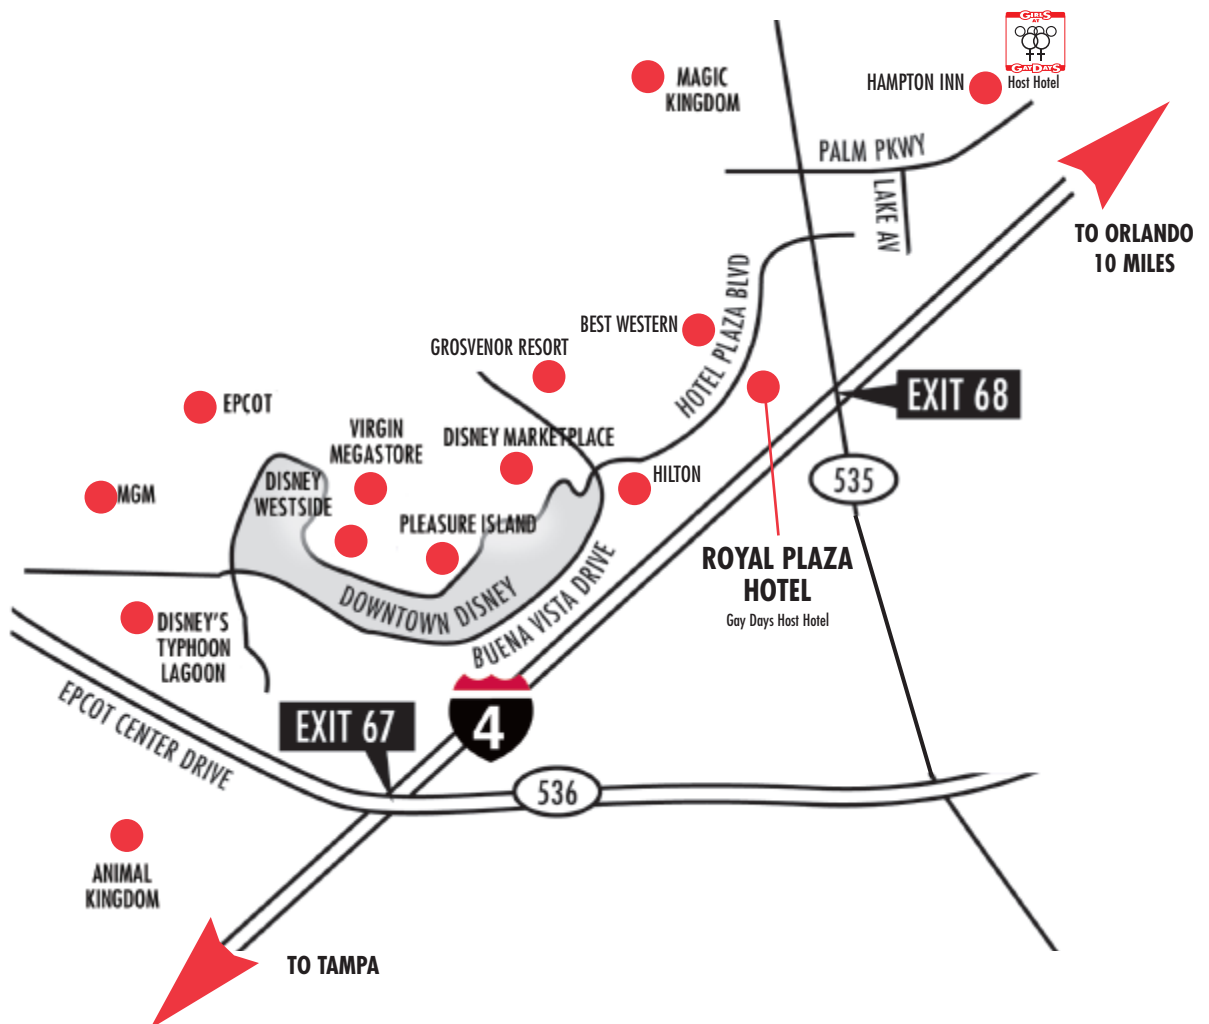 GIRLS
AT
GAYDAYS
Host Hotel
HAMPTON INN
MAGIC
KINGDOM
PALM PKWY
LAKE AV
TO ORLANDO
10 MILES
HOTEL PLAZA BLVD
BEST WESTERN
GROSVENOR RESORT
EXIT 68
EPCOT
VIRGIN
MEGASTORE
DISNEY MARKETPLACE
HILTON
535
MGM
DISNEY
WESTSIDE
PLEASURE ISLAND
ROYAL PLAZA
HOTEL
Gay Days Host Hotel
DOWNTOWN DISNEY
BUENA VISTA DRIVE
DISNEY'S
TYPHOON
LAGOON
EPCOT CENTER DRIVE
EXIT 67
4
536
ANIMAL
KINGDOM
TO TAMPA